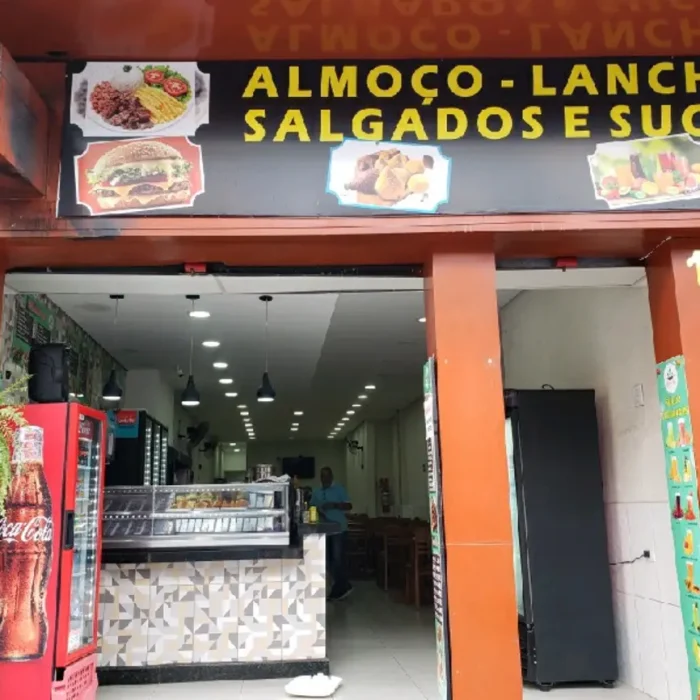 ALMOÇO - LANCH
SALGADOS E SUC
Coca-Cola